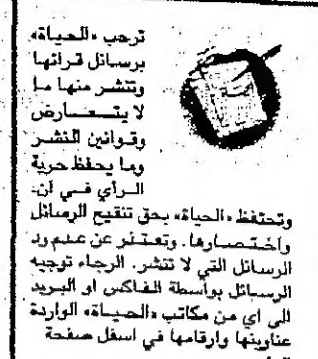 ترحب «الحياة»
برسائل قرائها
وتنشر منها ما
لا يتعارض
وقوانين النشر
وما يحفظ حرية
الرأي في آن.
وتحتفظ «الحياة» بحق تنقيح الرسائل
واختصارها. وتعتذر عن عدم رد
الرسائل التي لا تنشر. الرجاء توجيه
الرسائل بواسطة الفاكس او البريد
الى اي من مكاتب «الحياة» الواردة
عناوينها وارقامها في اسفل صفحة